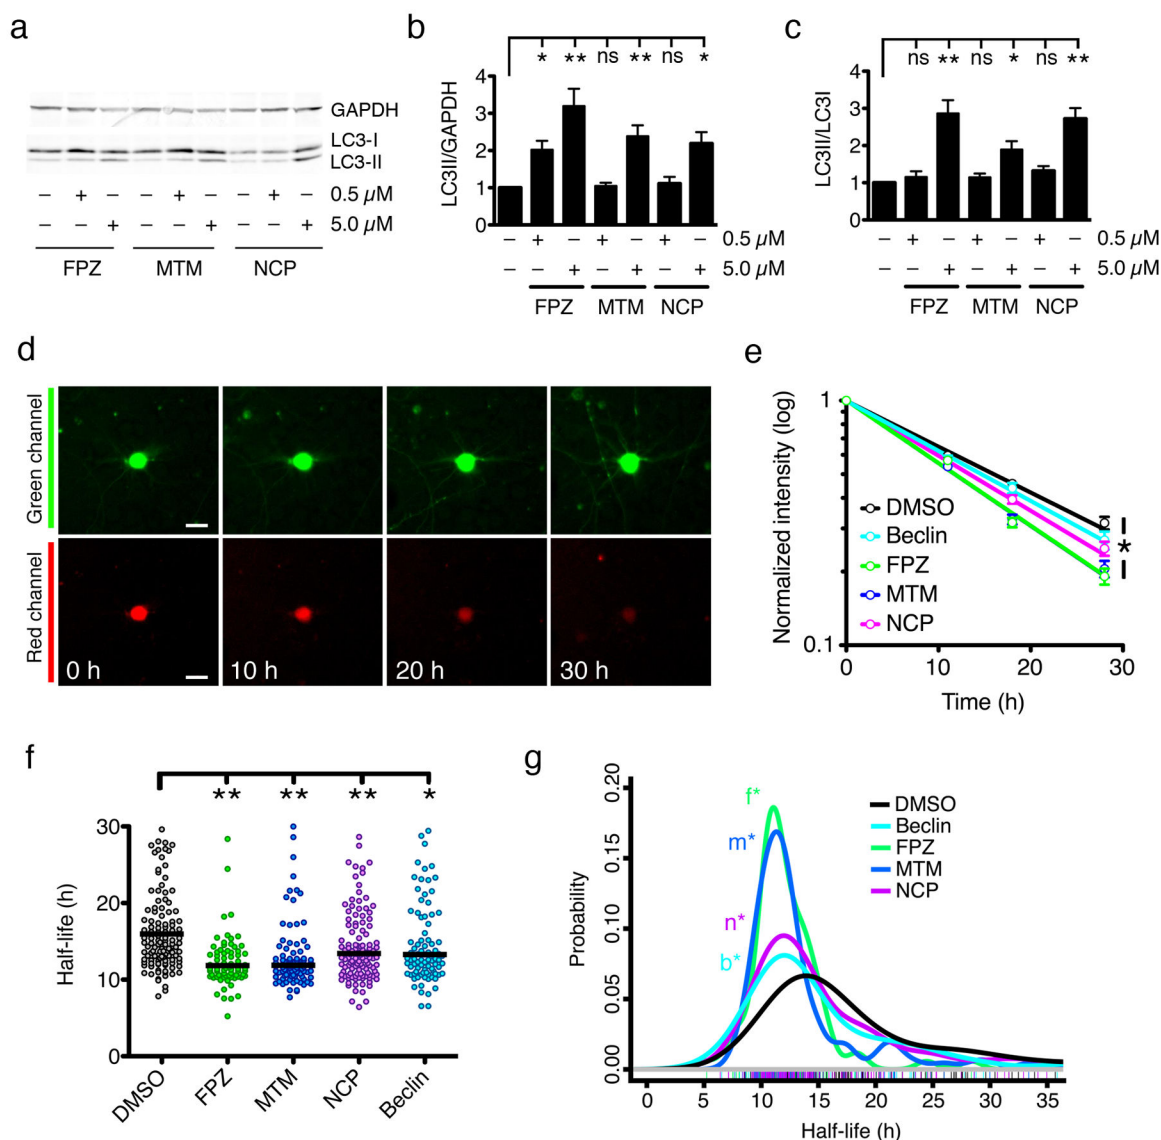 a
GAPDH
LC3-I
LC3-II
– + – – + – – + – 0.5 µM
– – + – – + – – + 5.0 µM
FPZ MTM NCP
b
* ** ns ** ns *
LC3II/GAPDH
4
3
2
1
0
– + – + – + – 0.5 µM
– – + – + – + 5.0 µM
FPZ MTM NCP
c
ns ** ns * ns **
LC3II/LC3I
4
3
2
1
0
– + – + – + – 0.5 µM
– – + – + – + 5.0 µM
FPZ MTM NCP
d
Green channel
Red channel
0 h 10 h 20 h 30 h
e
Normalized intensity (log)
1
0.1
DMSO
Beclin
FPZ
MTM
NCP
*
0 10 20 30
Time (h)
f
** ** ** *
Half-life (h)
30
20
10
0
DMSO FPZ MTM NCP Beclin
g
Probability
0.20
0.15
0.10
0.05
0.00
f*
m*
n*
b*
DMSO
Beclin
FPZ
MTM
NCP
0 5 10 15 20 25 30 35
Half-life (h)